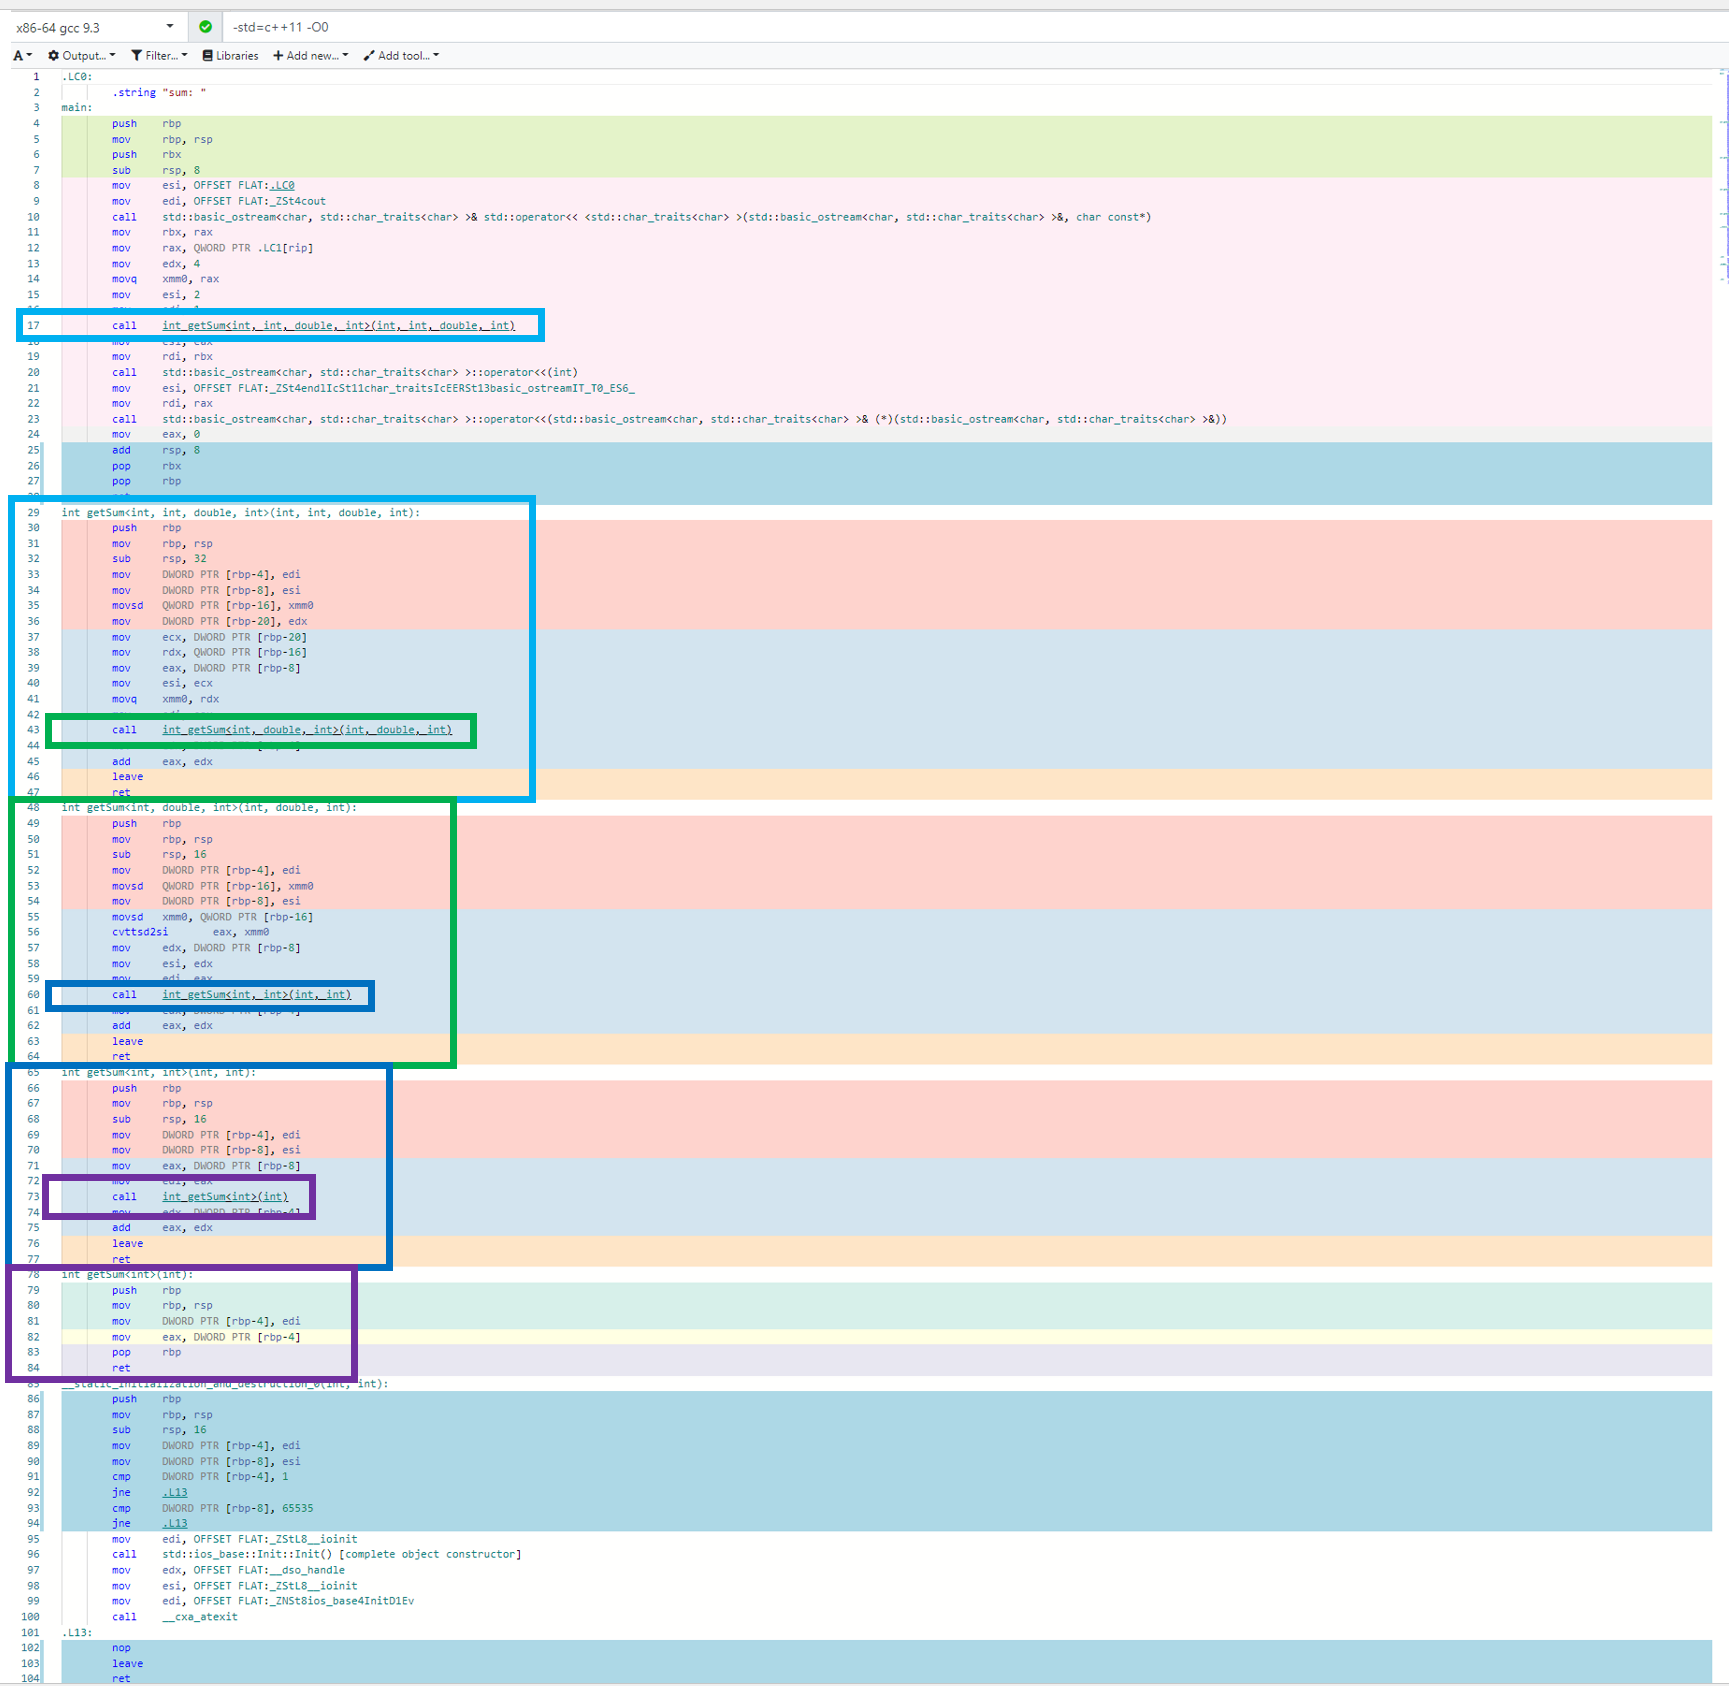 x86-64 gcc 9.3 -std=c++11 -O0
A Output... Filter... Libraries Add new... Add tool...
1 .LC0:
2 .string "sum: "
3 main:
4 push rbp
5 mov rbp, rsp
6 push rbx
7 sub rsp, 8
8 mov esi, OFFSET FLAT:.LC0
9 mov edi, OFFSET FLAT:_ZSt4cout
10 call std::basic_ostream<char, std::char_traits<char> >& std::operator<< <std::char_traits<char> >(std::basic_ostream<char, std::char_traits<char> >&, char const*)
11 mov rbx, rax
12 mov rax, QWORD PTR .LC1[rip]
13 mov edx, 4
14 movq xmm0, rax
15 mov esi, 2
17 call int getSum<int, int, double, int>(int, int, double, int)
18 mov esi, eax
19 mov rdi, rbx
20 call std::basic_ostream<char, std::char_traits<char> >::operator<<(int)
21 mov esi, OFFSET FLAT:_ZSt4endlIcSt11char_traitsIcEERSt13basic_ostreamIT_T0_ES6_
22 mov rdi, rax
23 call std::basic_ostream<char, std::char_traits<char> >::operator<<(std::basic_ostream<char, std::char_traits<char> >& (*)(std::basic_ostream<char, std::char_traits<char> >&))
24 mov eax, 0
25 add rsp, 8
26 pop rbx
27 pop rbp
29 int getSum<int, int, double, int>(int, int, double, int):
30 push rbp
31 mov rbp, rsp
32 sub rsp, 32
33 mov DWORD PTR [rbp-4], edi
34 mov DWORD PTR [rbp-8], esi
35 movsd QWORD PTR [rbp-16], xmm0
36 mov DWORD PTR [rbp-20], edx
37 mov ecx, DWORD PTR [rbp-20]
38 mov rdx, QWORD PTR [rbp-16]
39 mov eax, DWORD PTR [rbp-8]
40 mov esi, ecx
41 movq xmm0, rdx
42
43 call int getSum<int, double, int>(int, double, int)
44
45 add eax, edx
46 leave
47 ret
48 int getSum<int, double, int>(int, double, int):
49 push rbp
50 mov rbp, rsp
51 sub rsp, 16
52 mov DWORD PTR [rbp-4], edi
53 movsd QWORD PTR [rbp-16], xmm0
54 mov DWORD PTR [rbp-8], esi
55 movsd xmm0, QWORD PTR [rbp-16]
56 cvttsd2si eax, xmm0
57 mov edx, DWORD PTR [rbp-8]
58 mov esi, edx
59 mov edi, eax
60 call int getSum<int, int>(int, int)
61 mov edx, DWORD PTR [rbp-4]
62 add eax, edx
63 leave
64 ret
65 int getSum<int, int>(int, int):
66 push rbp
67 mov rbp, rsp
68 sub rsp, 16
69 mov DWORD PTR [rbp-4], edi
70 mov DWORD PTR [rbp-8], esi
71 mov eax, DWORD PTR [rbp-8]
72 mov edi, eax
73 call int getSum<int>(int)
74 mov edx, DWORD PTR [rbp-4]
75 add eax, edx
76 leave
77 ret
78 int getSum<int>(int):
79 push rbp
80 mov rbp, rsp
81 mov DWORD PTR [rbp-4], edi
82 mov eax, DWORD PTR [rbp-4]
83 pop rbp
84 ret
85 __static_initialization_and_destruction_0(int, int):
86 push rbp
87 mov rbp, rsp
88 sub rsp, 16
89 mov DWORD PTR [rbp-4], edi
90 mov DWORD PTR [rbp-8], esi
91 cmp DWORD PTR [rbp-4], 1
92 jne .L13
93 cmp DWORD PTR [rbp-8], 65535
94 jne .L13
95 mov edi, OFFSET FLAT:_ZStL8__ioinit
96 call std::ios_base::Init::Init() [complete object constructor]
97 mov edx, OFFSET FLAT:__dso_handle
98 mov esi, OFFSET FLAT:_ZStL8__ioinit
99 mov edi, OFFSET FLAT:_ZNSt8ios_base4InitD1Ev
100 call __cxa_atexit
101 .L13:
102 nop
103 leave
104 ret